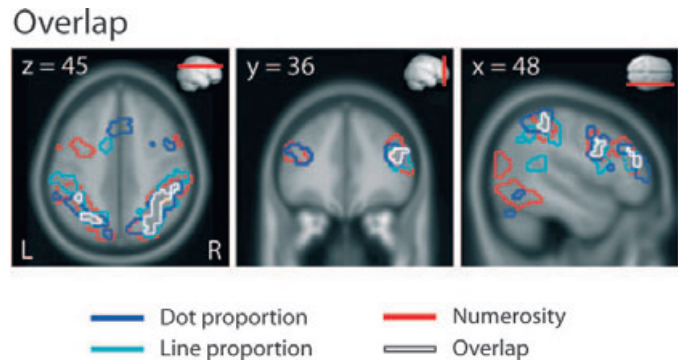 Overlap
z = 45
y = 36
x = 48
L
R
Dot proportion
Numerosity
Line proportion
Overlap